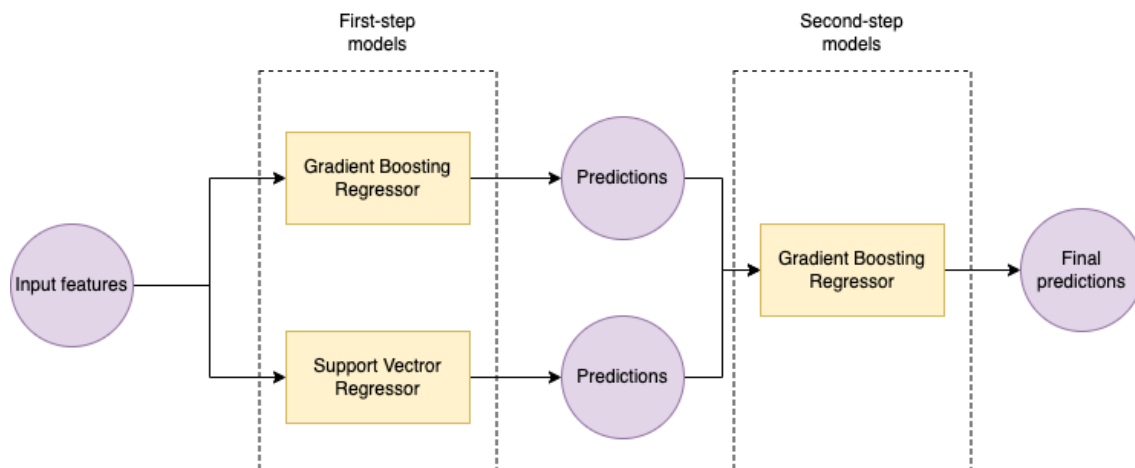 First-step
models
Second-step
models
Gradient Boosting
Regressor
Predictions
Input features
Gradient Boosting
Regressor
Final
predictions
Support Vectror
Regressor
Predictions